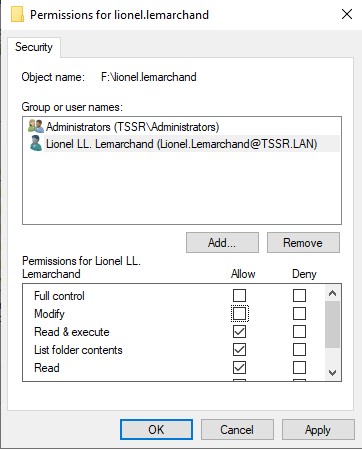 Permissions for lionel.lemarchand
Security
Object name: F:\lionel.lemarchand
Group or user names:
Administrators (TSSR\Administrators)
Lionel LL. Lemarchand (Lionel.Lemarchand@TSSR.LAN)
Add... Remove
Permissions for Lionel LL.
Lemarchand Allow Deny
Full control
Modify
Read & execute
List folder contents
Read
OK Cancel Apply